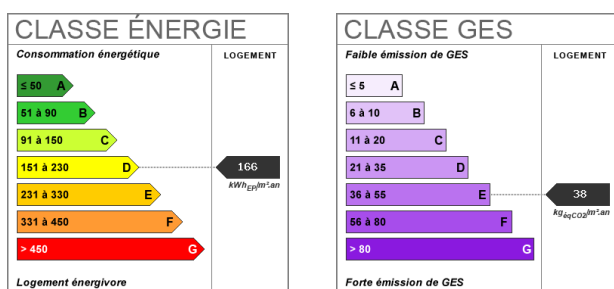 CLASSE ÉNERGIE
Consommation énergétique
LOGEMENT
≤ 50 A
51 à 90 B
91 à 150 C
151 à 230 D
166
kWhEP/m².an
231 à 330 E
331 à 450 F
> 450 G
Logement énergivore
CLASSE GES
Faible émission de GES
LOGEMENT
≤ 5 A
6 à 10 B
11 à 20 C
21 à 35 D
36 à 55 E
38
kgéqCO2/m².an
56 à 80 F
> 80 G
Forte émission de GES